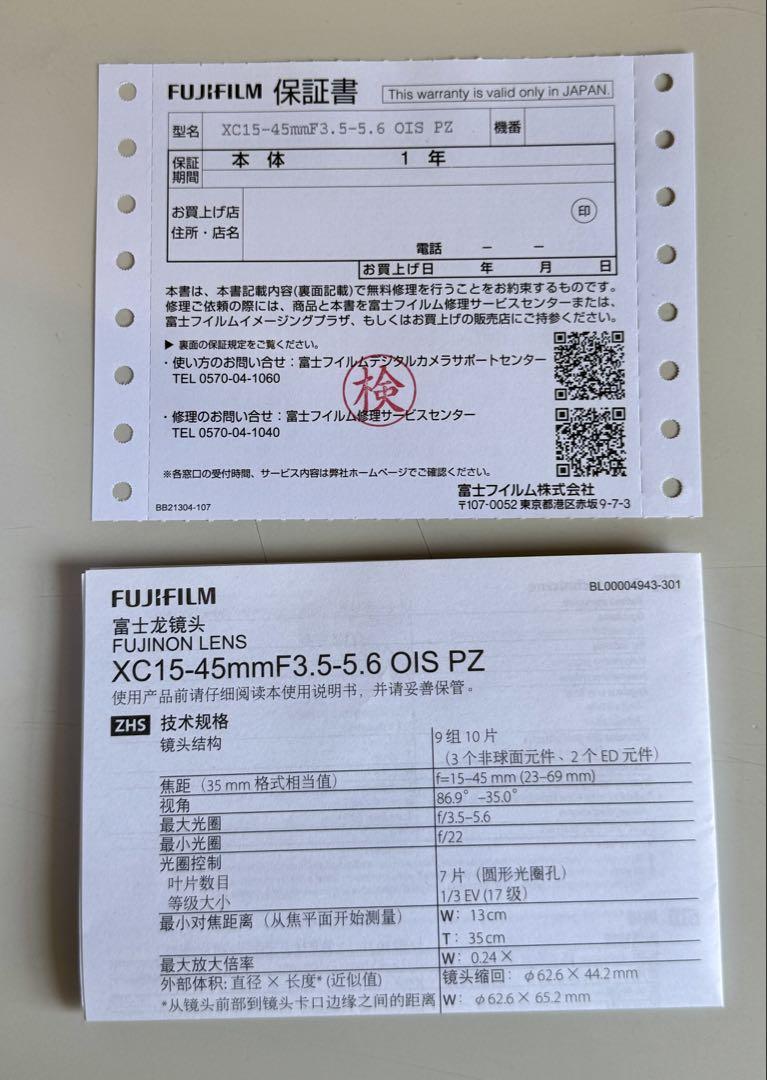 FUJIFILM 保証書 This warranty is valid only in JAPAN.
型名 XC15-45mmF3.5-5.6 OIS PZ 機番
保証期間 本体 1年
お買上げ店
住所・店名 印
電話 － －
お買上げ日 年 月 日
本書は、本書記載内容(裏面記載)で無料修理を行うことをお約束するものです。
修理ご依頼の際には、商品と本書を富士フイルム修理サービスセンターまたは、
富士フイルムイメージングプラザ、もしくはお買上げの販売店にご持参ください。
▶ 裏面の保証規定をご覧ください。
・使い方のお問い合せ：富士フイルムデジタルカメラサポートセンター
TEL 0570-04-1060
検
・修理のお問い合せ：富士フイルム修理サービスセンター
TEL 0570-04-1040
※各窓口の受付時間、サービス内容は弊社ホームページでご確認ください。
富士フイルム株式会社
BB21304-107 〒107-0052 東京都港区赤坂9-7-3
FUJIFILM BL00004943-301
富士龙镜头
FUJINON LENS
XC15-45mmF3.5-5.6 OIS PZ
使用产品前请仔细阅读本使用说明书，并请妥善保管。
ZHS 技术规格
镜头结构 9组10片
（3个非球面元件、2个ED元件）
焦距（35 mm 格式相当值） f=15–45 mm (23–69 mm)
视角 86.9°–35.0°
最大光圈 f/3.5–5.6
最小光圈 f/22
光圈控制
叶片数目 7片（圆形光圈孔）
等级大小 1/3 EV (17 级)
最小对焦距离（从焦平面开始测量） W：13cm
T：35cm
最大放大倍率 W：0.24×
外部体积: 直径 × 长度* (近似值) 镜头缩回：ϕ62.6 × 44.2 mm
*从镜头前部到镜头卡口边缘之间的距离 W：ϕ62.6 × 65.2 mm